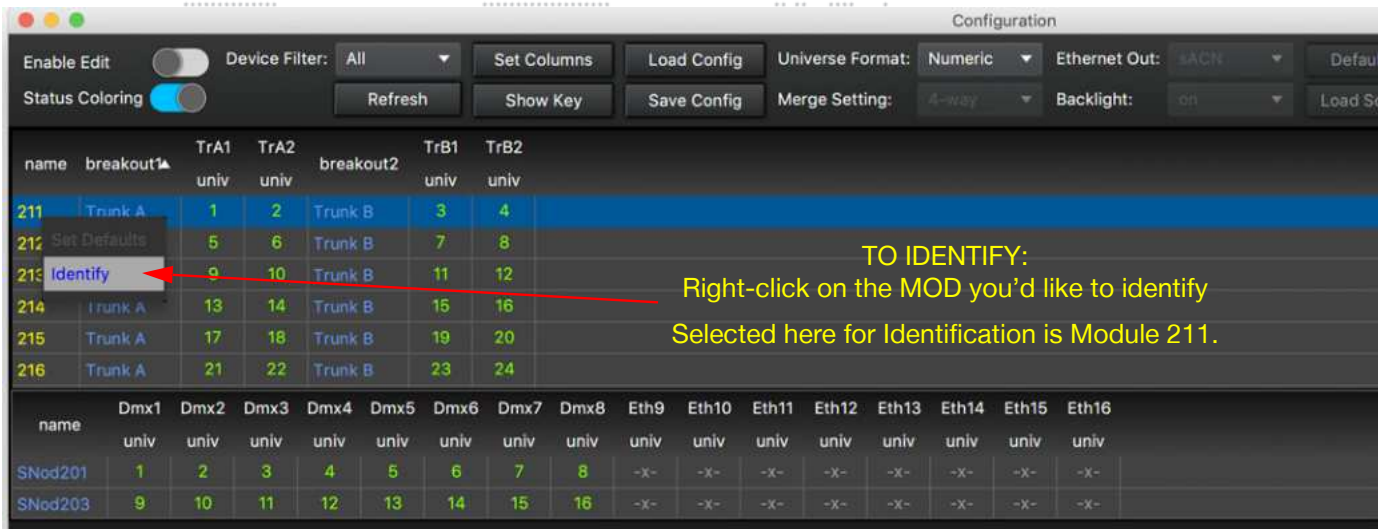 Configuration
Enable Edit Device Filter: All Set Columns Load Config Universe Format: Numeric Ethernet Out: sACN Defaul
Status Coloring Refresh Show Key Save Config Merge Setting: 4-way Backlight: on Load Sc
name breakout1 TrA1 univ TrA2 univ breakout2 TrB1 univ TrB2 univ
211 Trunk A 1 2 Trunk B 3 4
212 5 6 Trunk B 7 8
Set Defaults
213 9 10 Trunk B 11 12
Identify
214 Trunk A 13 14 Trunk B 15 16
215 Trunk A 17 18 Trunk B 19 20
216 Trunk A 21 22 Trunk B 23 24
TO IDENTIFY:
Right-click on the MOD you’d like to identify
Selected here for Identification is Module 211.
name Dmx1 Dmx2 Dmx3 Dmx4 Dmx5 Dmx6 Dmx7 Dmx8 Eth9 Eth10 Eth11 Eth12 Eth13 Eth14 Eth15 Eth16
univ univ univ univ univ univ univ univ univ univ univ univ univ univ univ univ
SNod201 1 2 3 4 5 6 7 8 -x- -x- -x- -x- -x- -x- -x- -x-
SNod203 9 10 11 12 13 14 15 16 -x- -x- -x- -x- -x- -x- -x- -x-